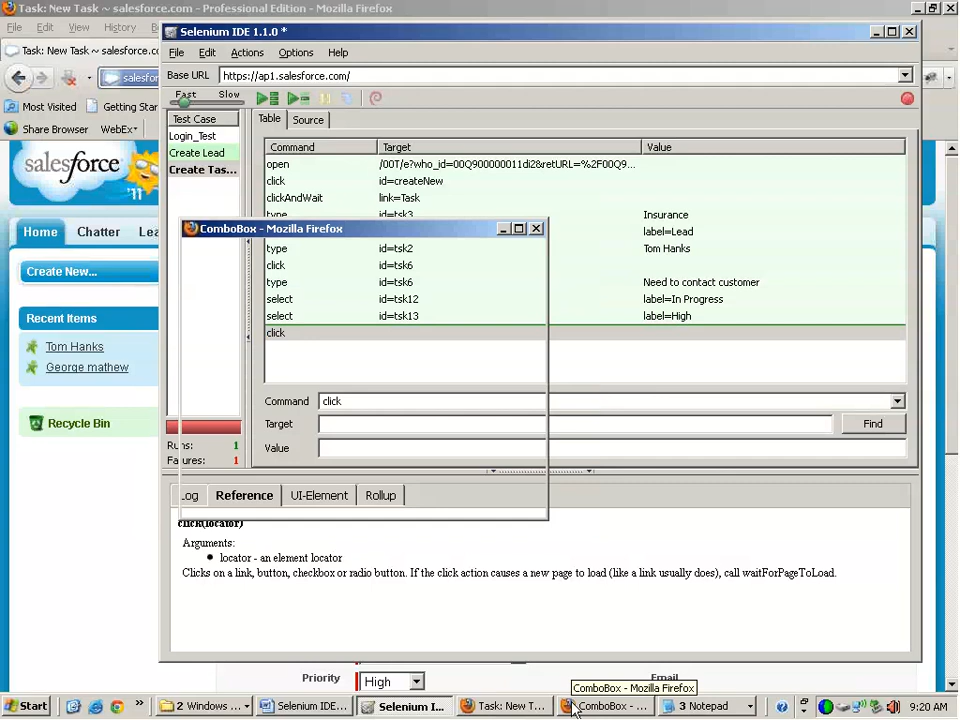 Task: New Task ~ salesforce.com - Professional Edition - Mozilla Firefox
File Edit View History
Selenium IDE 1.1.0 *
Task: New Task ~ salesforce.co
File Edit Actions Options Help
salesfor
Base URL https://ap1.salesforce.com/
Fast Slow
Most Visited Getting Star
Test Case
Table Source
Share Browser WebEx
Login_Test
Create Lead
Create Tas...
Command Target Value
open /00T/e?who_id=00Q900000011di2&retURL=%2F00Q9...
click id=createNew
clickAndWait link=Task
type id=tsk3 Insurance
label=Lead
type id=tsk2 Tom Hanks
click id=tsk6
type id=tsk6 Need to contact customer
select id=tsk12 label=In Progress
select id=tsk13 label=High
click
salesforce
'11
Home Chatter Lea
ComboBox - Mozilla Firefox
Create New...
Recent Items
Tom Hanks
George mathew
Recycle Bin
Command click
Target Find
Value
Runs: 1
Failures: 1
Log Reference UI-Element Rollup
click(locator)
Arguments:
locator - an element locator
Clicks on a link, button, checkbox or radio button. If the click action causes a new page to load (like a link usually does), call waitForPageToLoad.
Priority High Email
ComboBox - Mozilla Firefox
Start » 2 Windows ... Selenium IDE... Selenium I... Task: New T... ComboBox - ... 3 Notepad 9:20 AM